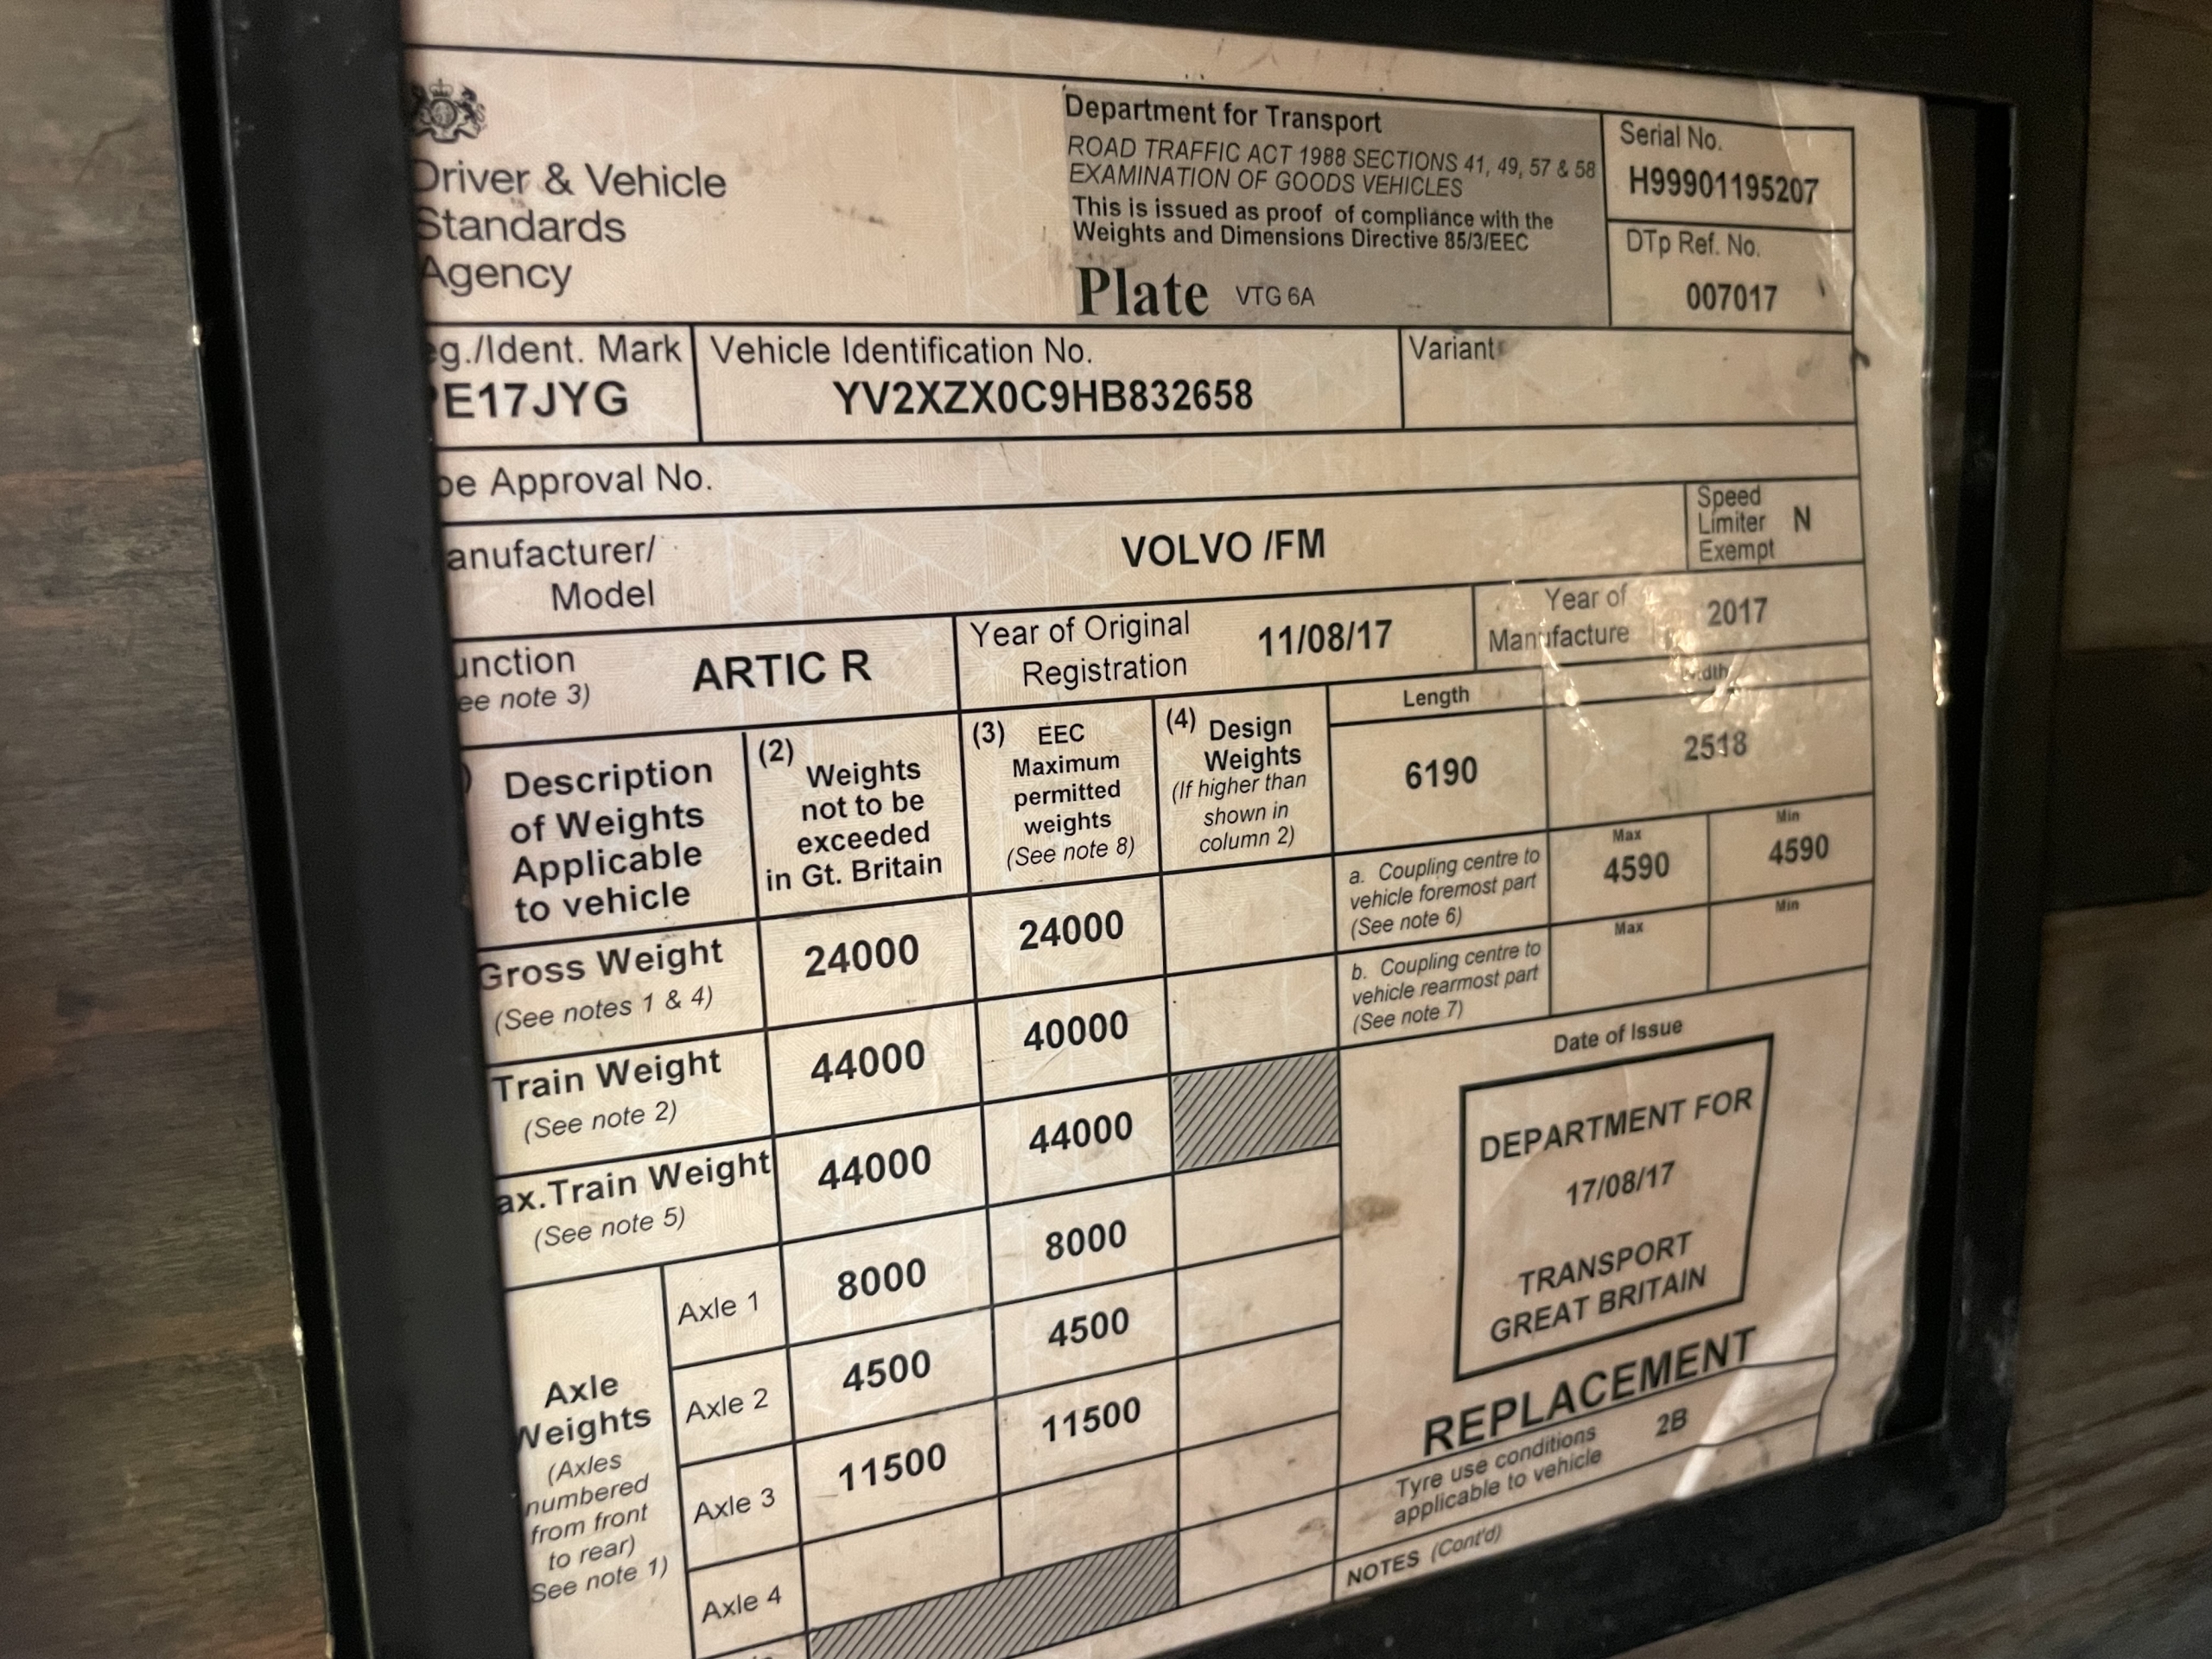 Driver & Vehicle
Standards
Agency
Department for Transport
ROAD TRAFFIC ACT 1988 SECTIONS 41, 49, 57 & 58
EXAMINATION OF GOODS VEHICLES
This is issued as proof of compliance with the
Weights and Dimensions Directive 85/3/EEC
Plate VTG 6A
Serial No.
H99901195207
DTp Ref. No.
007017
eg./Ident. Mark
PE17JYG
Vehicle Identification No.
YV2XZX0C9HB832658
Variant
pe Approval No.
anufacturer/
Model
VOLVO /FM
Speed
Limiter
Exempt
N
unction
ee note 3)
ARTIC R
Year of Original
Registration
11/08/17
Year of
Manufacture
2017
) Description
of Weights
Applicable
to vehicle
(2) Weights
not to be
exceeded
in Gt. Britain
(3) EEC
Maximum
permitted
weights
(See note 8)
(4) Design
Weights
(If higher than
shown in
column 2)
Length
6190
Width
2518
a. Coupling centre to
vehicle foremost part
(See note 6)
Max
4590
Min
4590
b. Coupling centre to
vehicle rearmost part
(See note 7)
Max
Min
Gross Weight
(See notes 1 & 4)
24000
24000
Train Weight
(See note 2)
44000
40000
ax.Train Weight
(See note 5)
44000
44000
Axle
Weights
(Axles
numbered
from front
to rear)
See note 1)
Axle 1
8000
8000
Axle 2
4500
4500
Axle 3
11500
11500
Axle 4
Date of Issue
DEPARTMENT FOR
17/08/17
TRANSPORT
GREAT BRITAIN
REPLACEMENT
Tyre use conditions
applicable to vehicle
2B
NOTES (Cont'd)